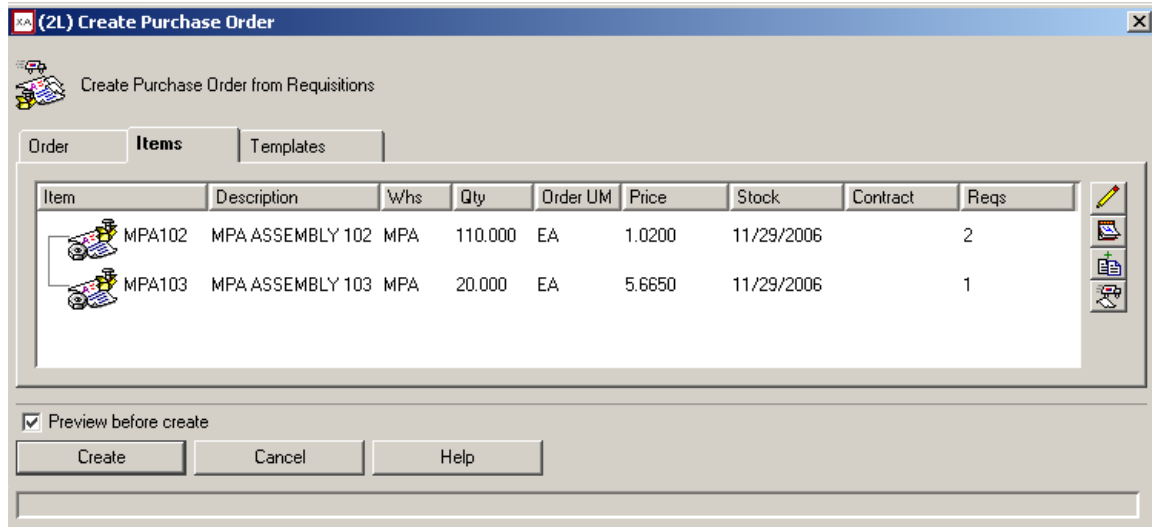 XA (2L) Create Purchase Order
Create Purchase Order from Requisitions
Order Items Templates
Item Description Whs Qty Order UM Price Stock Contract Reqs
MPA102 MPA ASSEMBLY 102 MPA 110.000 EA 1.0200 11/29/2006 2
MPA103 MPA ASSEMBLY 103 MPA 20.000 EA 5.6650 11/29/2006 1
Preview before create
Create Cancel Help